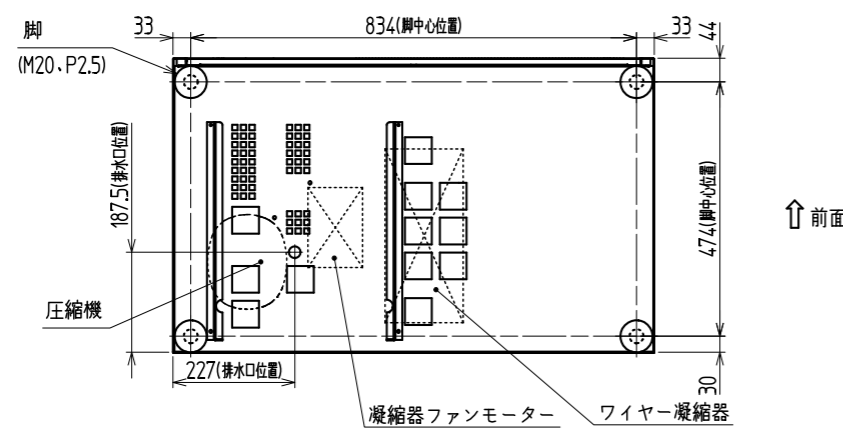 脚
(M20、P2.5)
33
834(脚中心位置)
33
44
187.5(排水口位置)
474(脚中心位置)
前面
圧縮機
227(排水口位置)
30
凝縮器ファンモーター
ワイヤー凝縮器